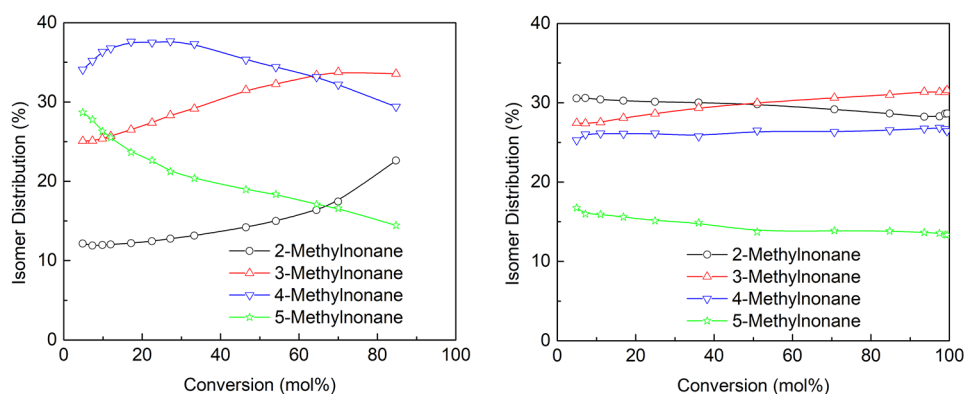 40
30
20
10
0
Isomer Distribution (%)
2-Methylnonane
3-Methylnonane
4-Methylnonane
5-Methylnonane
0 20 40 60 80 100
Conversion (mol%)
40
30
20
10
0
Isomer Distribution (%)
2-Methylnonane
3-Methylnonane
4-Methylnonane
5-Methylnonane
0 20 40 60 80 100
Conversion (mol%)